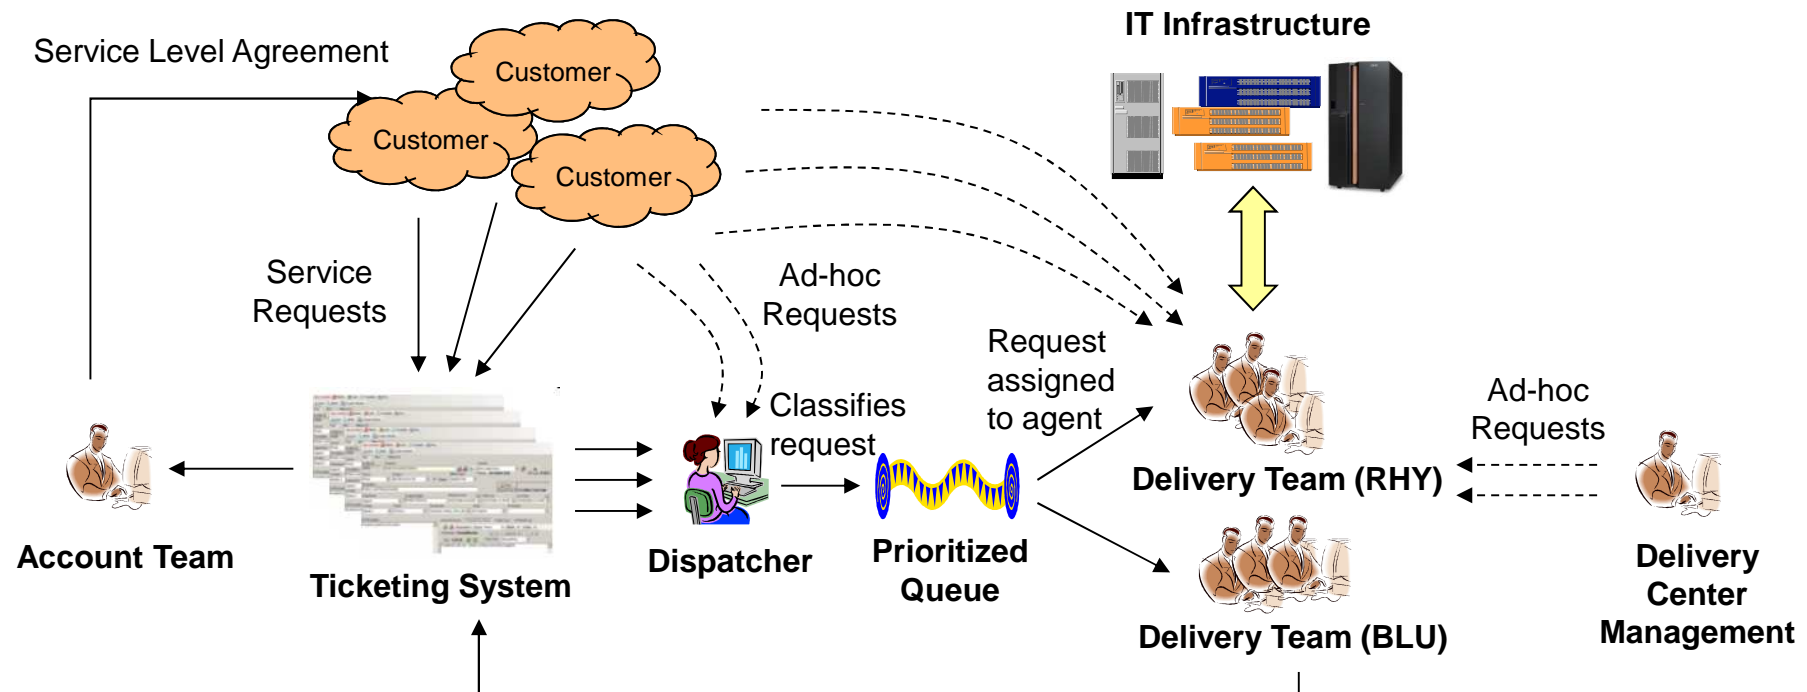 IT Infrastructure
Service Level Agreement
Customer
Customer
Customer
Service
Requests
Ad-hoc
Requests
Request
assigned
to agent
Classifies
request
Ad-hoc
Requests
Delivery Team (RHY)
Account Team
Ticketing System
Dispatcher
Prioritized
Queue
Delivery Team (BLU)
Delivery
Center
Management